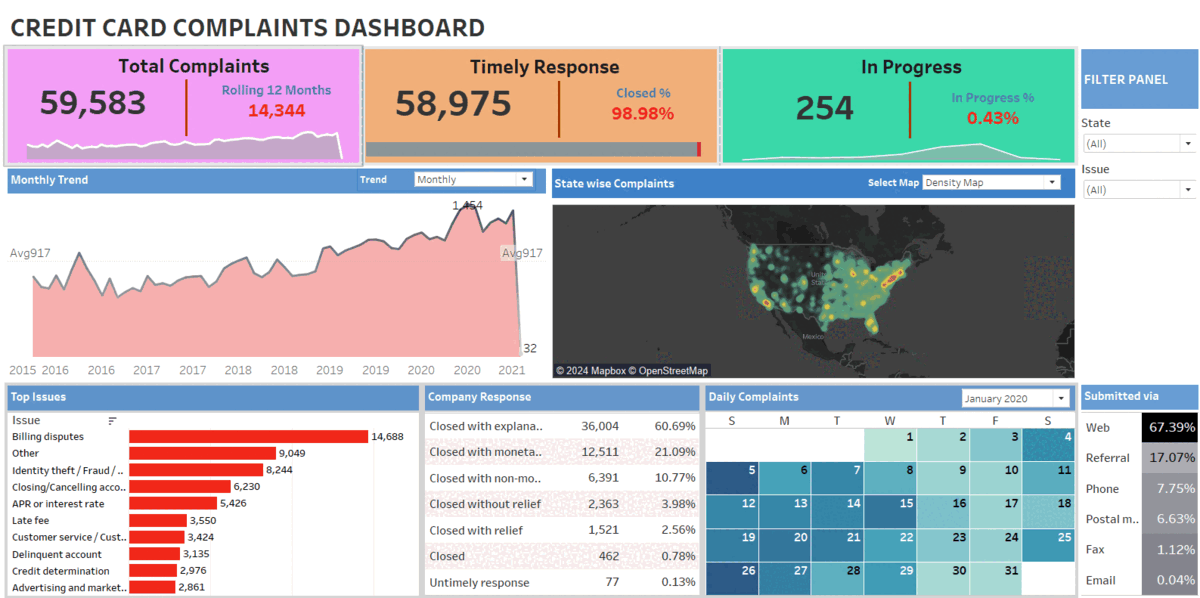 CREDIT CARD COMPLAINTS DASHBOARD
Total Complaints
59,583
Rolling 12 Months
14,344
Timely Response
58,975
Closed %
98.98%
In Progress
254
In Progress %
0.43%
FILTER PANEL
State
(All)
Issue
(All)
Monthly Trend
Trend
Monthly
1,454
Avg917
Avg917
32
2015 2016 2016 2017 2017 2018 2018 2019 2019 2020 2020 2021
State wise Complaints
Select Map
Density Map
United
States
Mexico
© 2024 Mapbox © OpenStreetMap
Top Issues
Issue
Billing disputes 14,688
Other 9,049
Identity theft / Fraud / .. 8,244
Closing/Cancelling acco.. 6,230
APR or interest rate 5,426
Late fee 3,550
Customer service / Cust.. 3,424
Delinquent account 3,135
Credit determination 2,976
Advertising and market.. 2,861
Company Response
Closed with explana.. 36,004 60.69%
Closed with moneta.. 12,511 21.09%
Closed with non-mo.. 6,391 10.77%
Closed without relief 2,363 3.98%
Closed with relief 1,521 2.56%
Closed 462 0.78%
Untimely response 77 0.13%
Daily Complaints
January 2020
S M T W T F S
1 2 3 4
5 6 7 8 9 10 11
12 13 14 15 16 17 18
19 20 21 22 23 24 25
26 27 28 29 30 31
Submitted via
Web 67.39%
Referral 17.07%
Phone 7.75%
Postal m.. 6.63%
Fax 1.12%
Email 0.04%